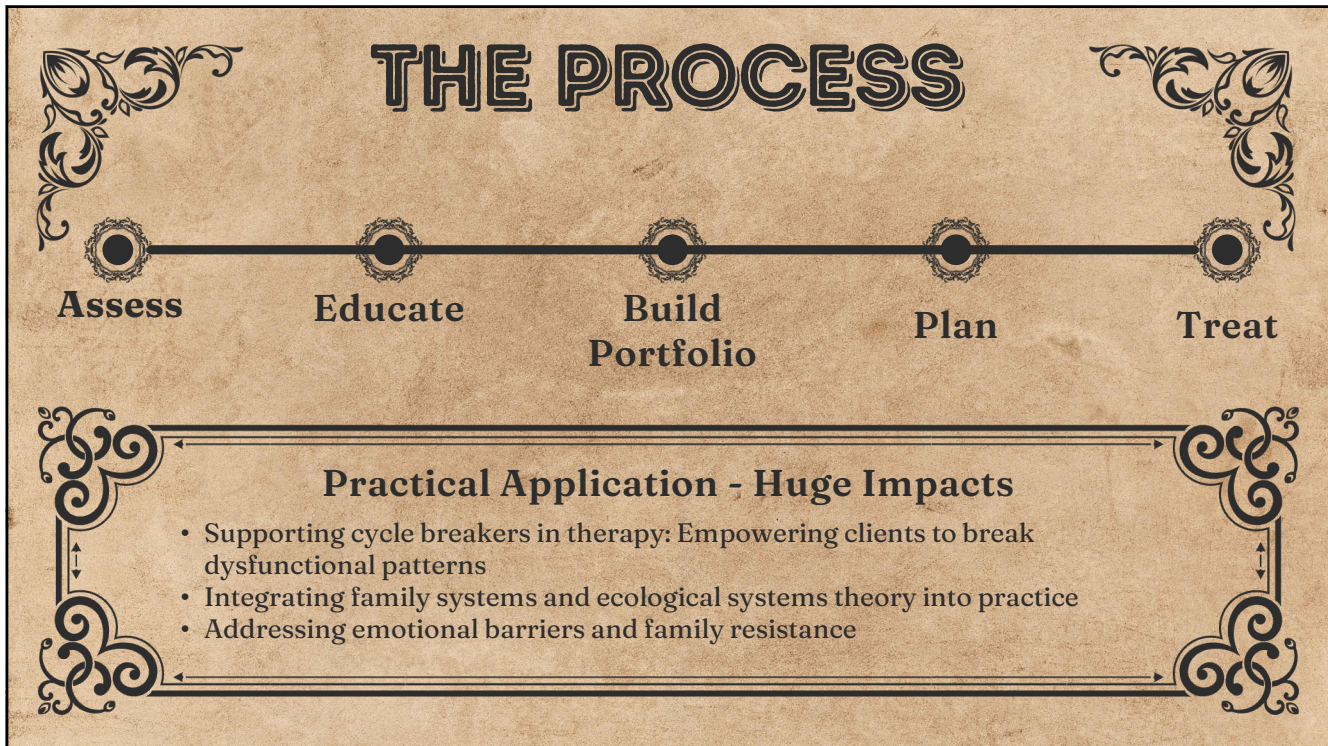 THE PROCESS
Assess
Educate
Build
Portfolio
Plan
Treat
Practical Application - Huge Impacts
• Supporting cycle breakers in therapy: Empowering clients to break
dysfunctional patterns
• Integrating family systems and ecological systems theory into practice
• Addressing emotional barriers and family resistance